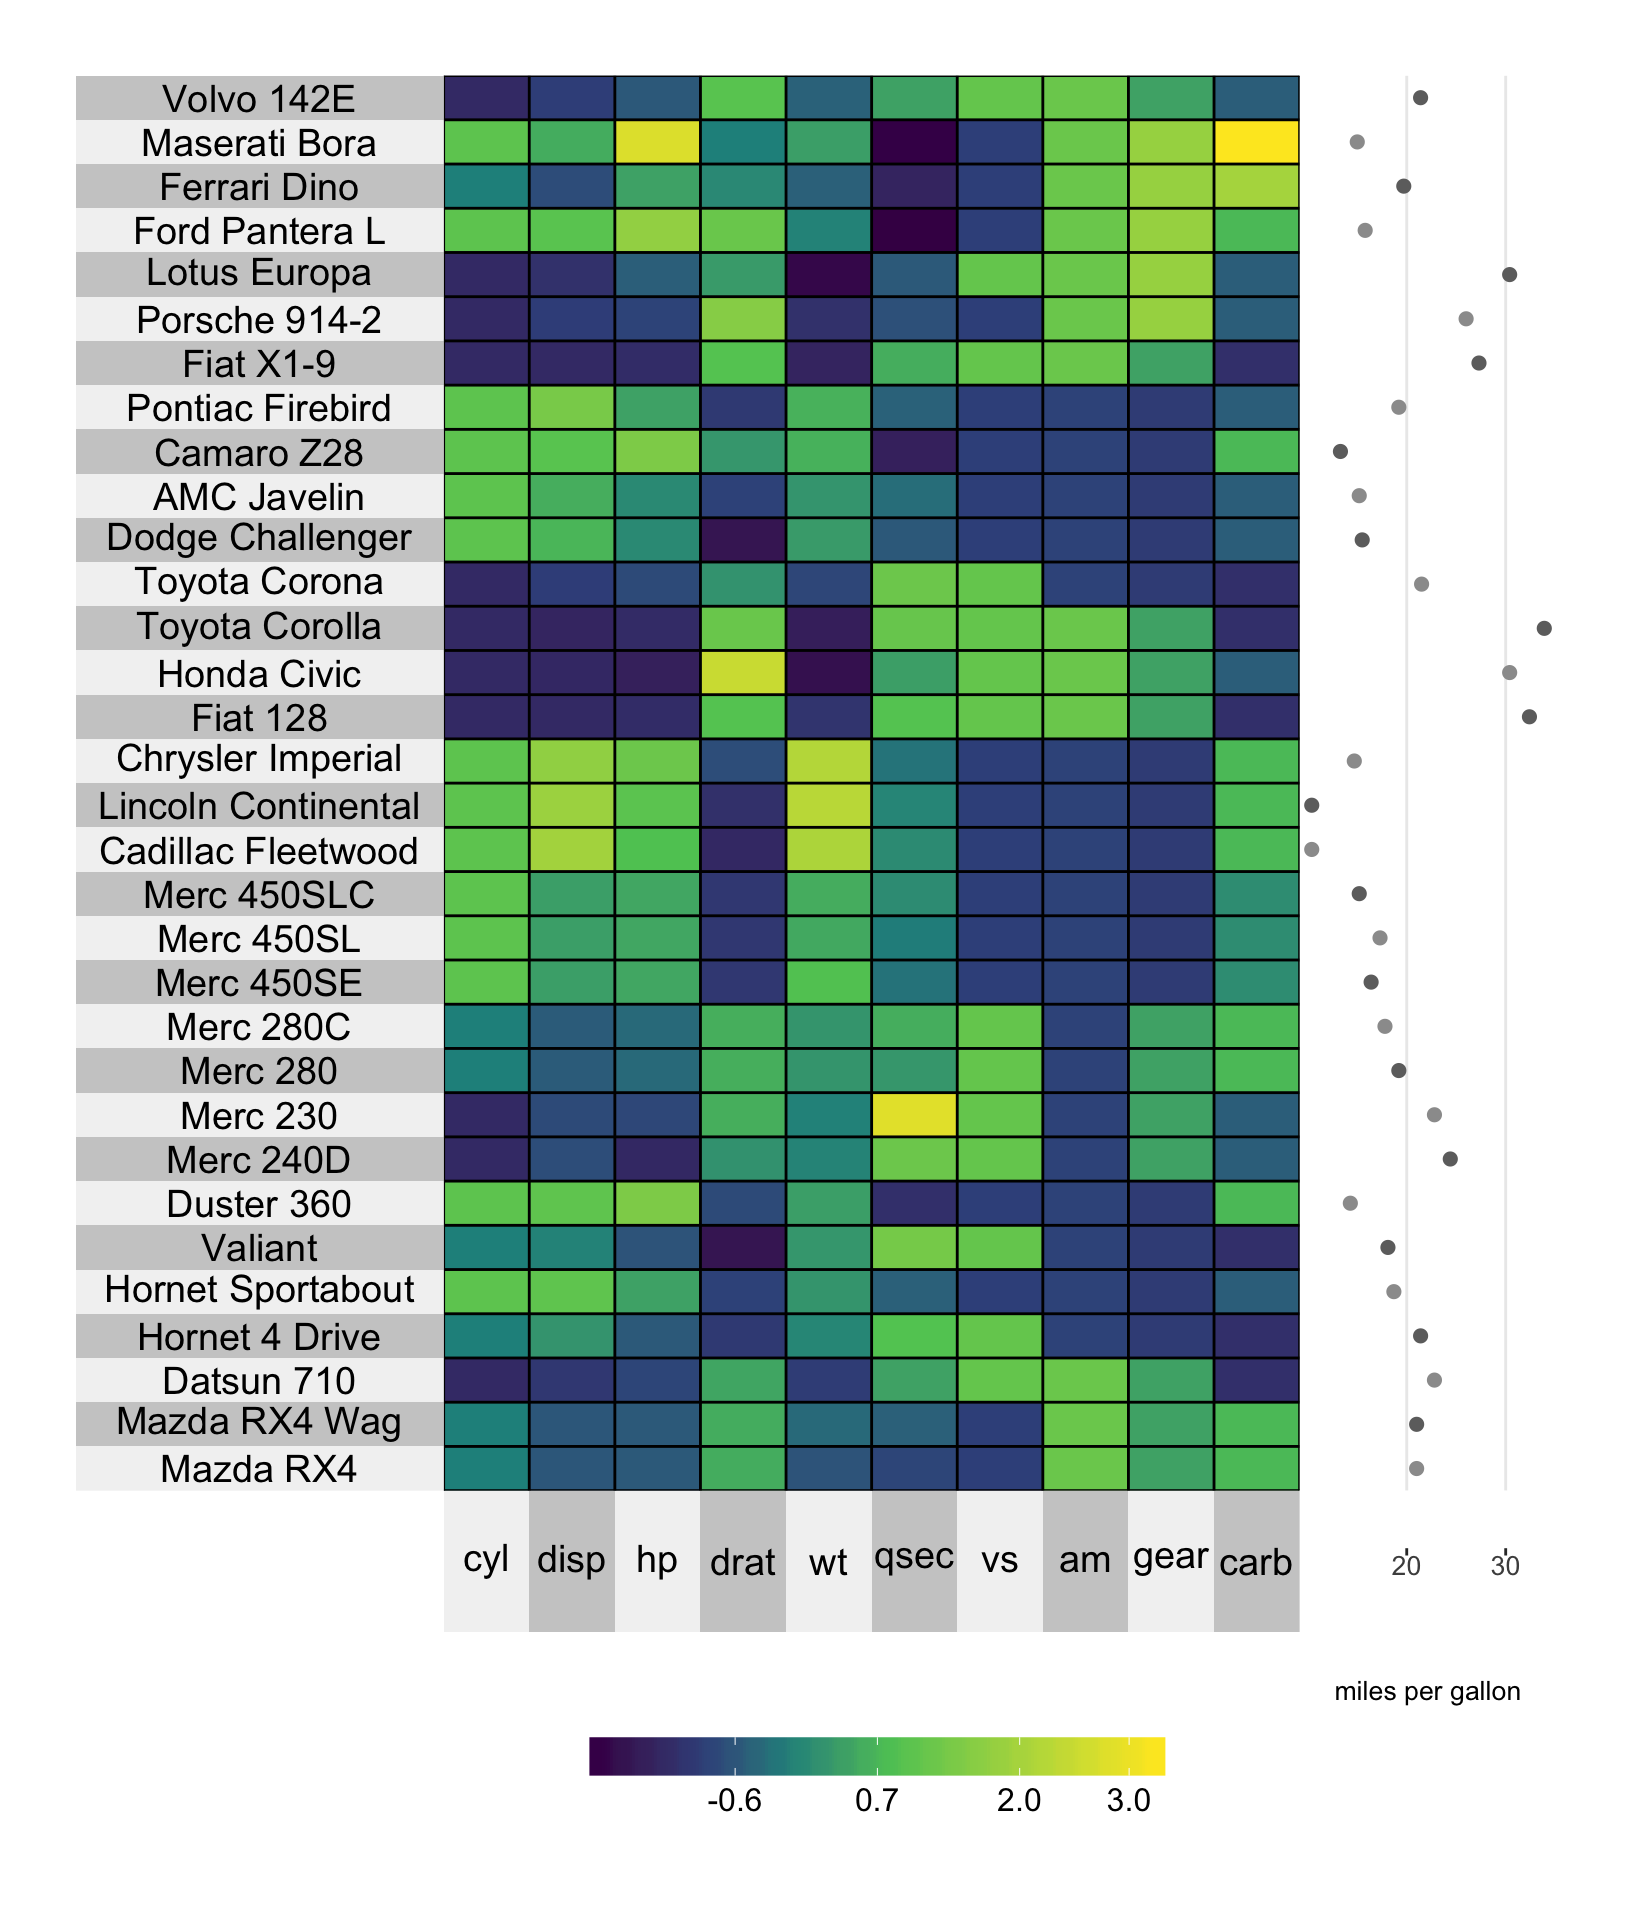 Volvo 142E
Maserati Bora
Ferrari Dino
Ford Pantera L
Lotus Europa
Porsche 914-2
Fiat X1-9
Pontiac Firebird
Camaro Z28
AMC Javelin
Dodge Challenger
Toyota Corona
Toyota Corolla
Honda Civic
Fiat 128
Chrysler Imperial
Lincoln Continental
Cadillac Fleetwood
Merc 450SLC
Merc 450SL
Merc 450SE
Merc 280C
Merc 280
Merc 230
Merc 240D
Duster 360
Valiant
Hornet Sportabout
Hornet 4 Drive
Datsun 710
Mazda RX4 Wag
Mazda RX4
cyl disp hp drat wt qsec vs am gear carb
20 30
miles per gallon
-0.6 0.7 2.0 3.0